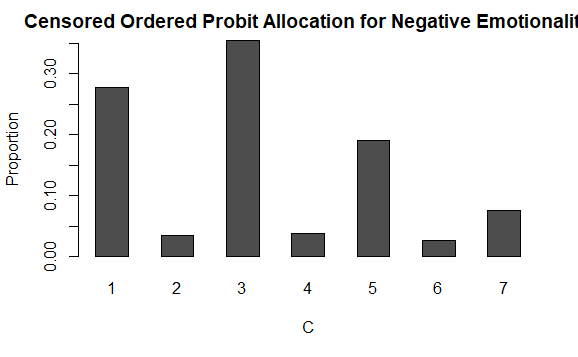 Censored Ordered Probit Allocation for Negative Emotionalit
Proportion
0.30
0.20
0.10
0.00
1 2 3 4 5 6 7
C